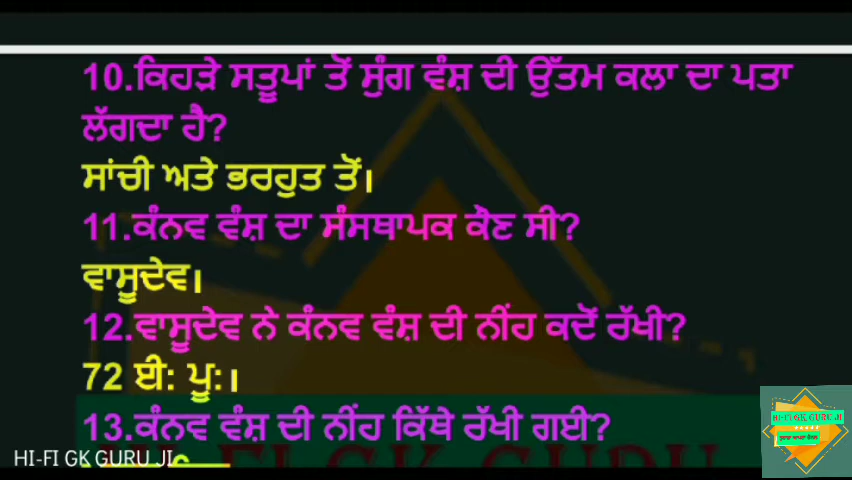 10.ਕਿਹੜੇ ਸਤੂਪਾਂ ਤੋਂ ਸੁੰਗ ਵੰਸ਼ ਦੀ ਉੱਤਮ ਕਲਾ ਦਾ ਪਤਾ
ਲੱਗਦਾ ਹੈ?
ਸਾਂਚੀ ਅਤੇ ਭਰਹੁਤ ਤੋਂ।
11.ਕੰਨਵ ਵੰਸ਼ ਦਾ ਸੰਸਥਾਪਕ ਕੌਣ ਸੀ?
ਵਾਸੂਦੇਵ।
12.ਵਾਸੂਦੇਵ ਨੇ ਕੰਨਵ ਵੰਸ਼ ਦੀ ਨੀਂਹ ਕਦੋਂ ਰੱਖੀ?
72 ਈ: ਪੂ:।
13.ਕੰਨਵ ਵੰਸ਼ ਦੀ ਨੀਂਹ ਕਿੱਥੇ ਰੱਖੀ ਗਈ?
HI-FI GK GURU JI
HI-FI GK GURU JI